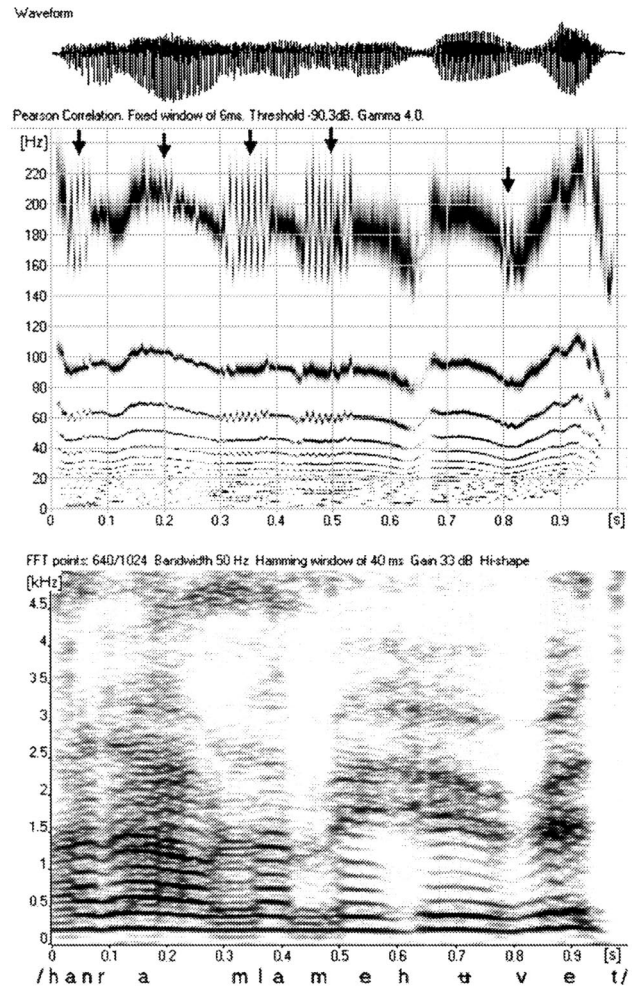 Waveform
Pearson Correlation. Fixed window of 6ms. Threshold -90.3dB. Gamma 4.0.
[Hz]
220
200
180
160
140
120
100
80
60
40
20
0
0 0.1 0.2 0.3 0.4 0.5 0.6 0.7 0.8 0.9 [s]
FFT points: 640/1024 Bandwidth 50 Hz Hamming window of 40 ms Gain 33 dB Hi-shape
[kHz]
4.5
4.
3.5
3.
2.5
2.
1.5
1.
0.5
0
0 0.1 0.2 0.3 0.4 0.5 0.6 0.7 0.8 0.9 [s]
/h a n r a m l a m e h ʉ v e t/